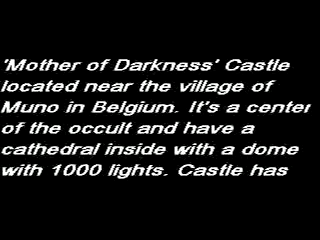 'Mother of Darkness' Castle
located near the village of
Muno in Belgium. It's a center
of the occult and have a
cathedral inside with a dome
with 1000 lights. Castle has